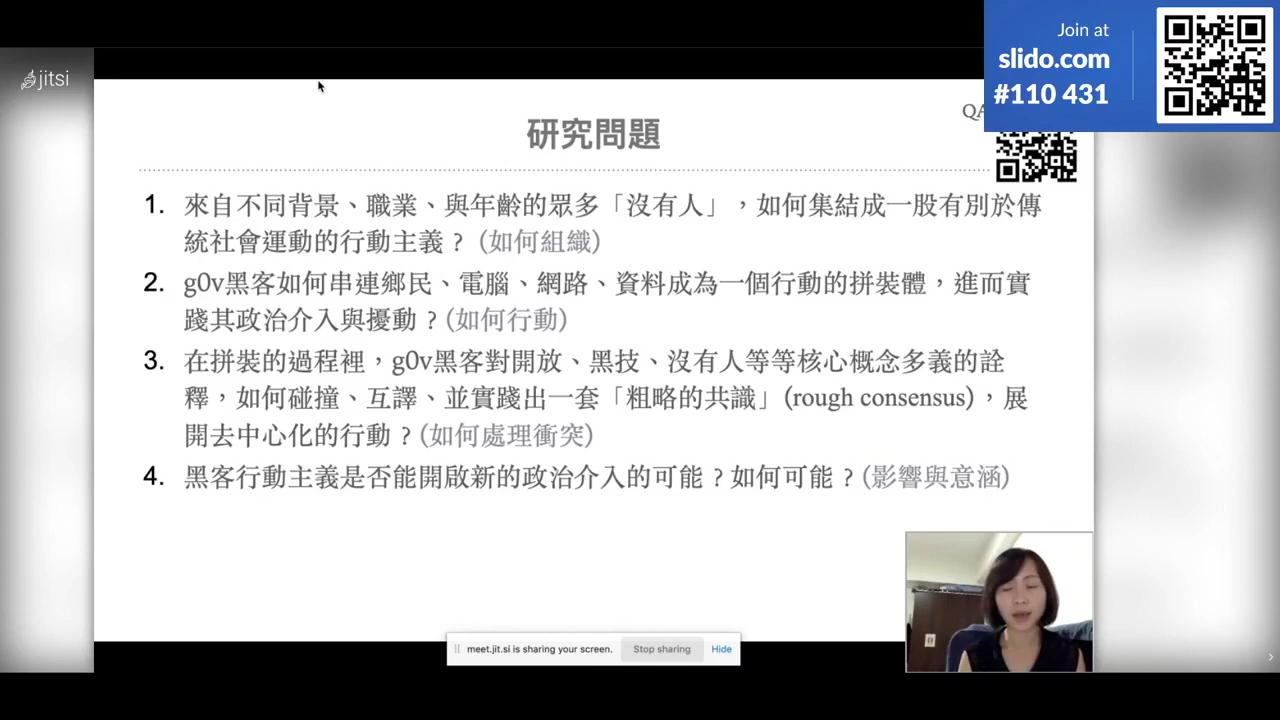 Join at
slido.com
#110 431
jitsi
QA
研究問題
1. 來自不同背景、職業、與年齡的眾多「沒有人」，如何集結成一股有別於傳
統社會運動的行動主義？（如何組織）
2. g0v黑客如何串連鄉民、電腦、網路、資料成為一個行動的拼裝體，進而實
踐其政治介入與擾動？（如何行動）
3. 在拼裝的過程裡，g0v黑客對開放、黑技、沒有人等等核心概念多義的詮
釋，如何碰撞、互譯、並實踐出一套「粗略的共識」(rough consensus)，展
開去中心化的行動？（如何處理衝突）
4. 黑客行動主義是否能開啟新的政治介入的可能？如何可能？（影響與意涵）
meet.jit.si is sharing your screen.
Stop sharing
Hide